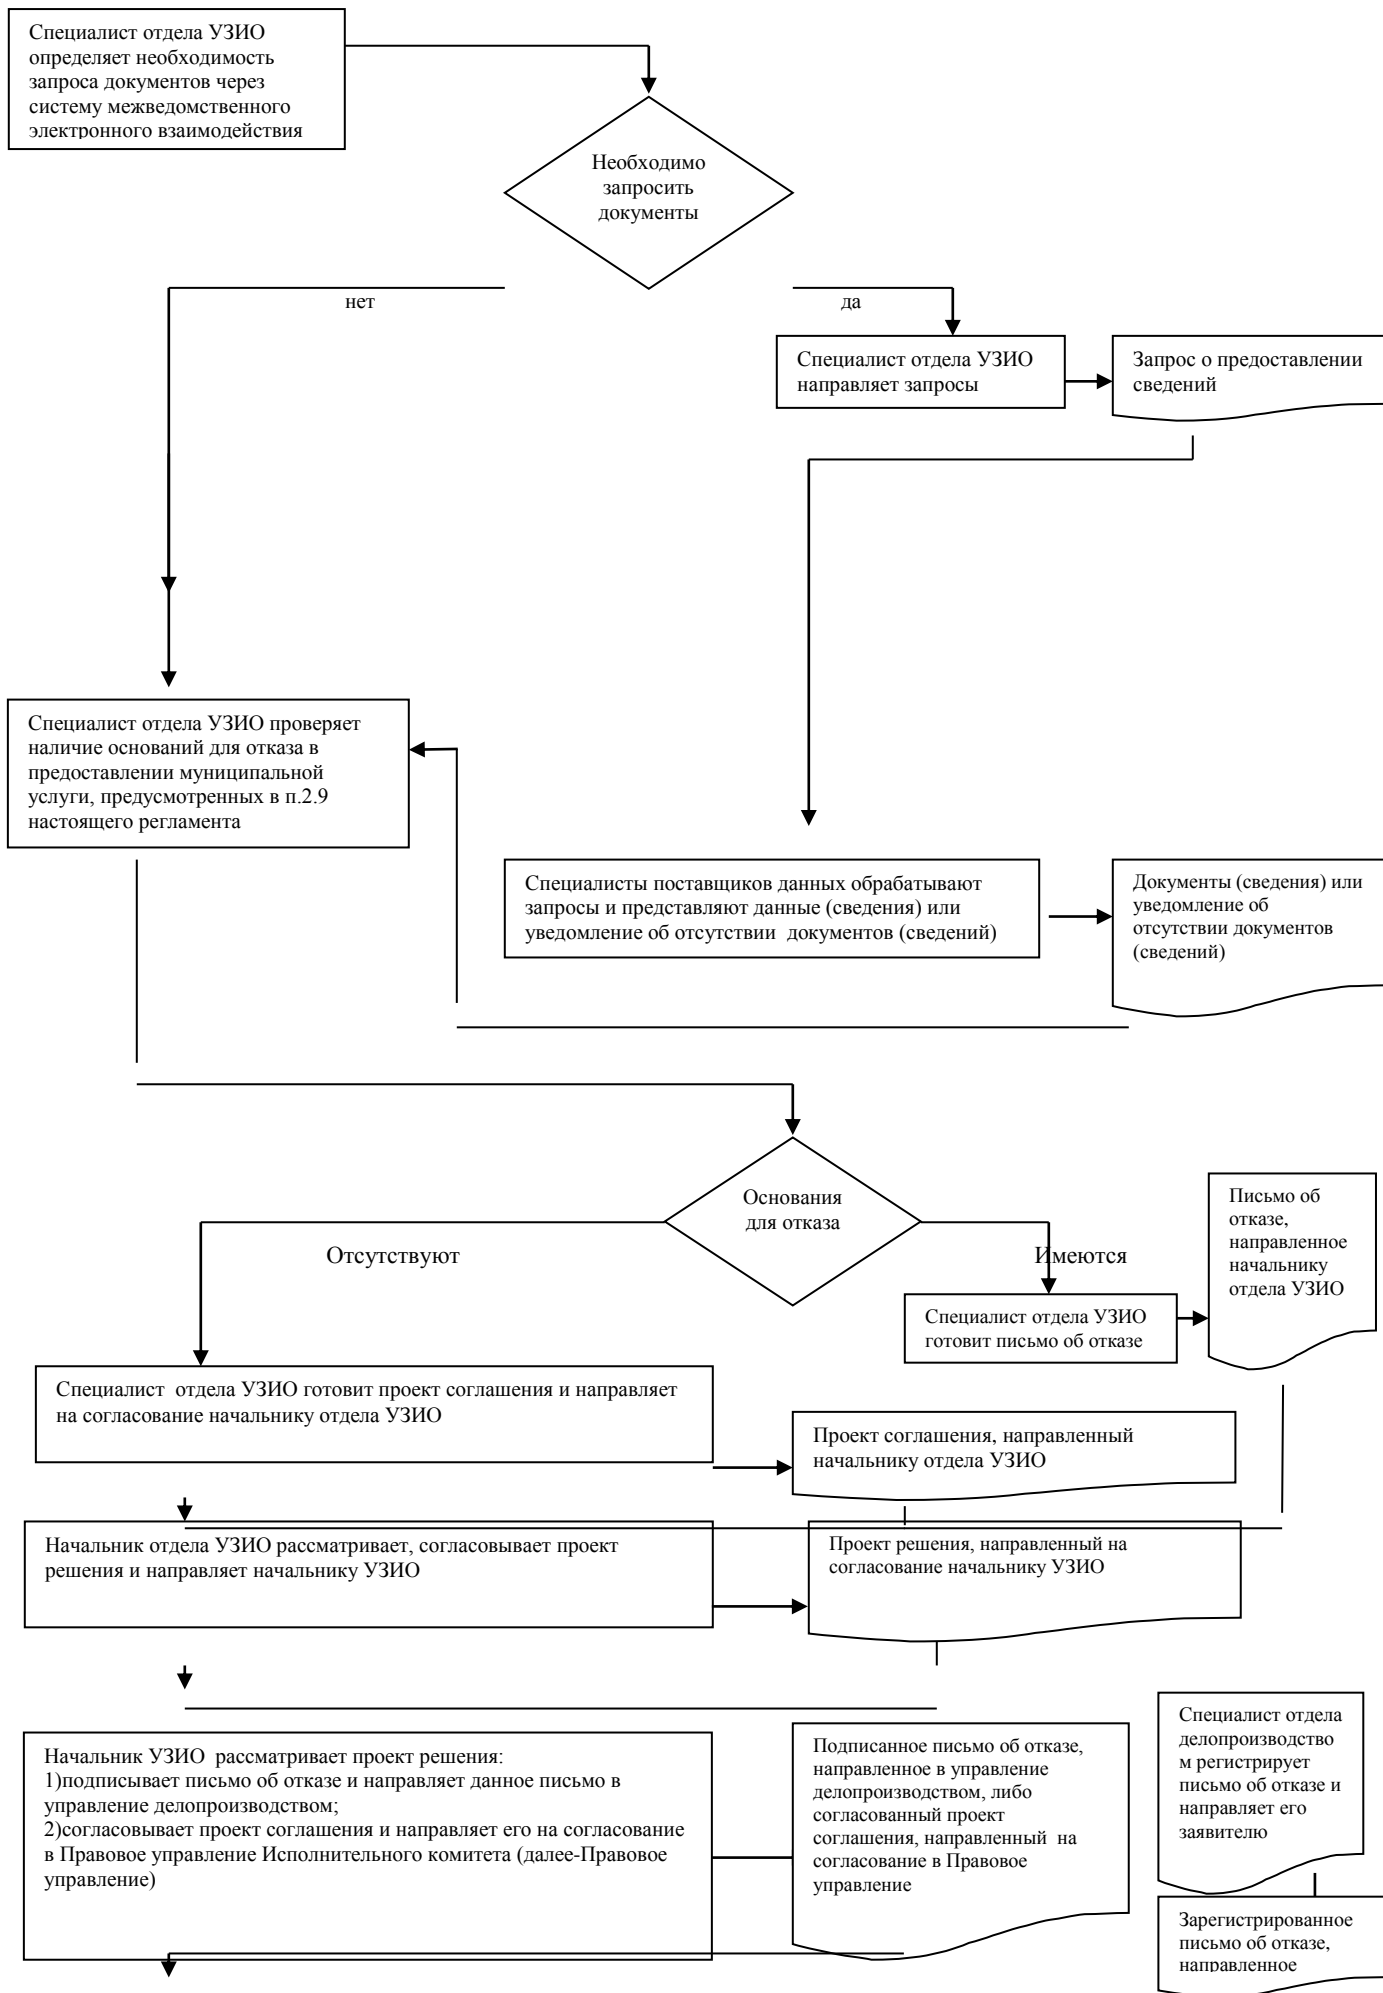 Специалист отдела УЗИО
определяет необходимость
запроса документов через
систему межведомственного
электронного взаимодействия
Необходимо
запросить
документы
нет
да
Специалист отдела УЗИО
направляет запросы
Запрос о предоставлении
сведений
Специалист отдела УЗИО проверяет
наличие оснований для отказа в
предоставлении муниципальной
услуги, предусмотренных в п.2.9
настоящего регламента
Специалисты поставщиков данных обрабатывают
запросы и представляют данные (сведения) или
уведомление об отсутствии документов (сведений)
Документы (сведения) или
уведомление об
отсутствии документов
(сведений)
Основания
для отказа
Отсутствуют
Имеются
Письмо об
отказе,
направленное
начальнику
отдела УЗИО
Специалист отдела УЗИО
готовит письмо об отказе
Специалист отдела УЗИО готовит проект соглашения и направляет
на согласование начальнику отдела УЗИО
Проект соглашения, направленный
начальнику отдела УЗИО
Начальник отдела УЗИО рассматривает, согласовывает проект
решения и направляет начальнику УЗИО
Проект решения, направленный на
согласование начальнику УЗИО
Начальник УЗИО рассматривает проект решения:
1)подписывает письмо об отказе и направляет данное письмо в
управление делопроизводством;
2)согласовывает проект соглашения и направляет его на согласование
в Правовое управление Исполнительного комитета (далее-Правовое
управление)
Подписанное письмо об отказе,
направленное в управление
делопроизводством, либо
согласованный проект
соглашения, направленный на
согласование в Правовое
управление
Специалист отдела
делопроизводство
м регистрирует
письмо об отказе и
направляет его
заявителю
Зарегистрированное
письмо об отказе,
направленное